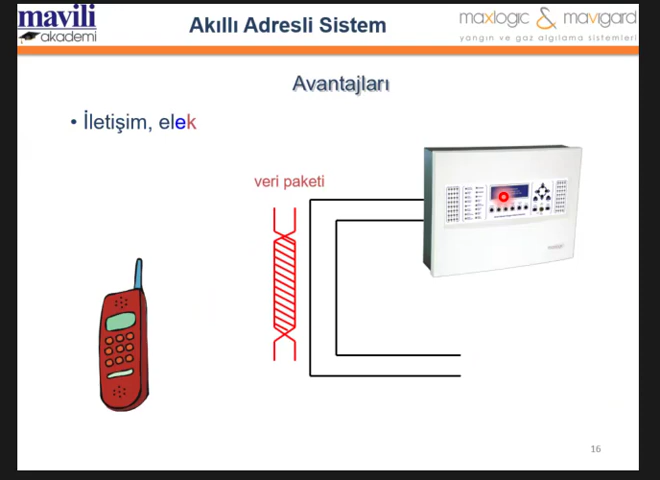 mavili
akademi
Akıllı Adresli Sistem
maxlogic & mavigard
yangın ve gaz algılama sistemleri
Avantajları
• İletişim, elek
veri paketi
16